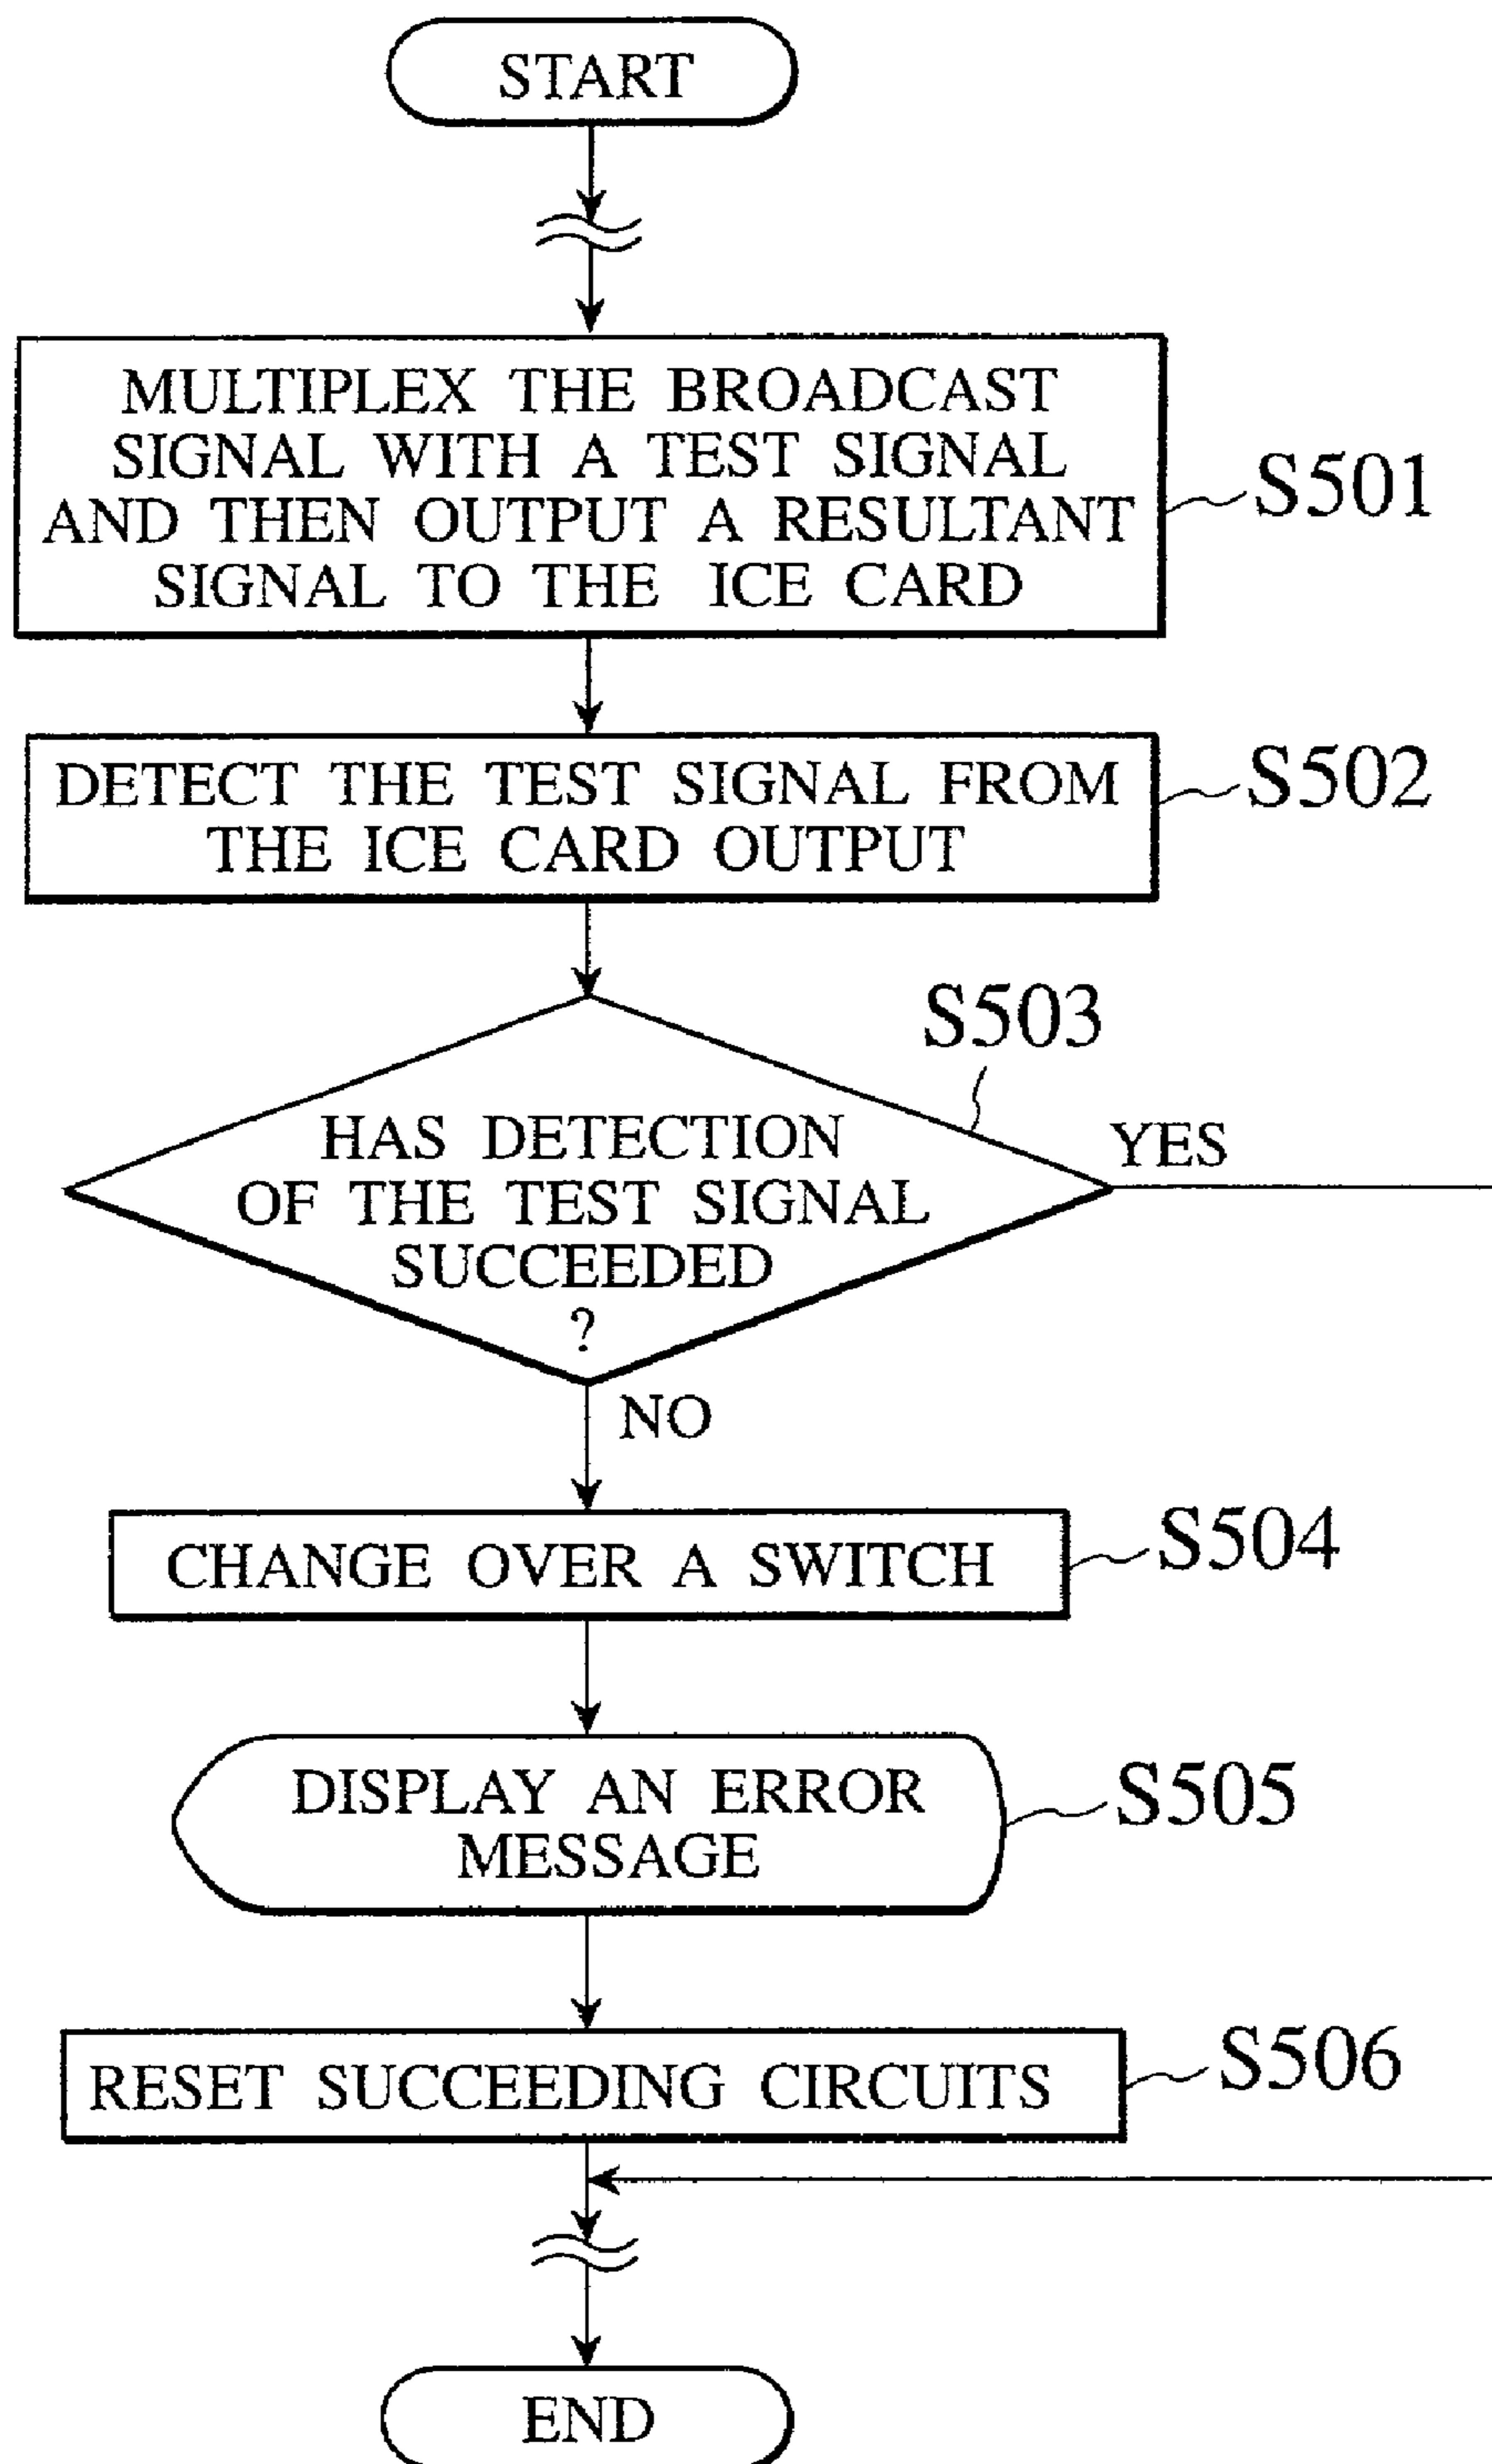 START
MULTIPLEX THE BROADCAST
SIGNAL WITH A TEST SIGNAL
AND THEN OUTPUT A RESULTANT
SIGNAL TO THE ICE CARD
S501
DETECT THE TEST SIGNAL FROM
THE ICE CARD OUTPUT
S502
S503
HAS DETECTION
OF THE TEST SIGNAL
SUCCEEDED
?
YES
NO
CHANGE OVER A SWITCH
S504
DISPLAY AN ERROR
MESSAGE
S505
RESET SUCCEEDING CIRCUITS
S506
END